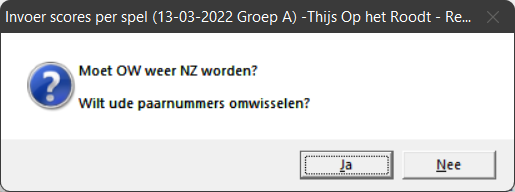 Invoer scores per spel (13-03-2022 Groep A) -Thijs Op het Roodt - Re...
Moet OW weer NZ worden?
Wilt ude paarnummers omwisselen?
Ja
Nee